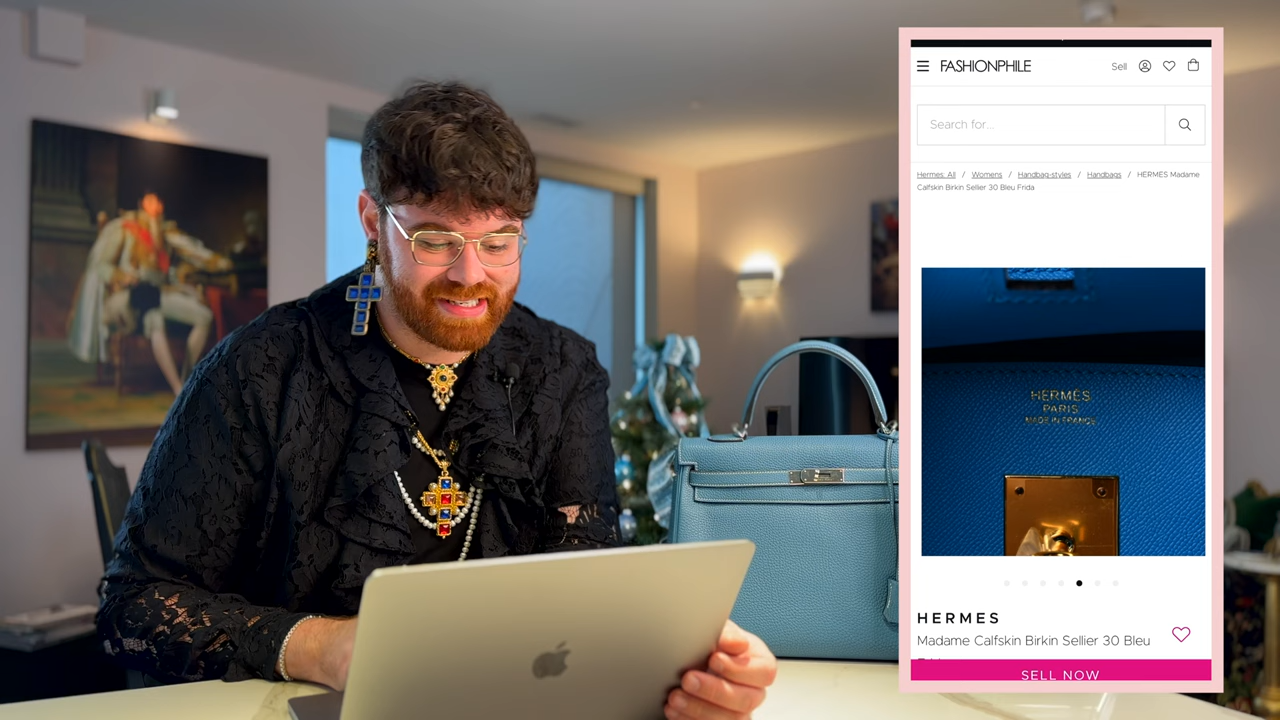 FASHIONPHILE
Sell
Search for...
Hermes: All / Womens / Handbag-styles / Handbags / HERMES Madame
Calfskin Birkin Sellier 30 Bleu Frida
HERMÈS
PARIS
MADE IN FRANCE
HERMES
Madame Calfskin Birkin Sellier 30 Bleu
SELL NOW